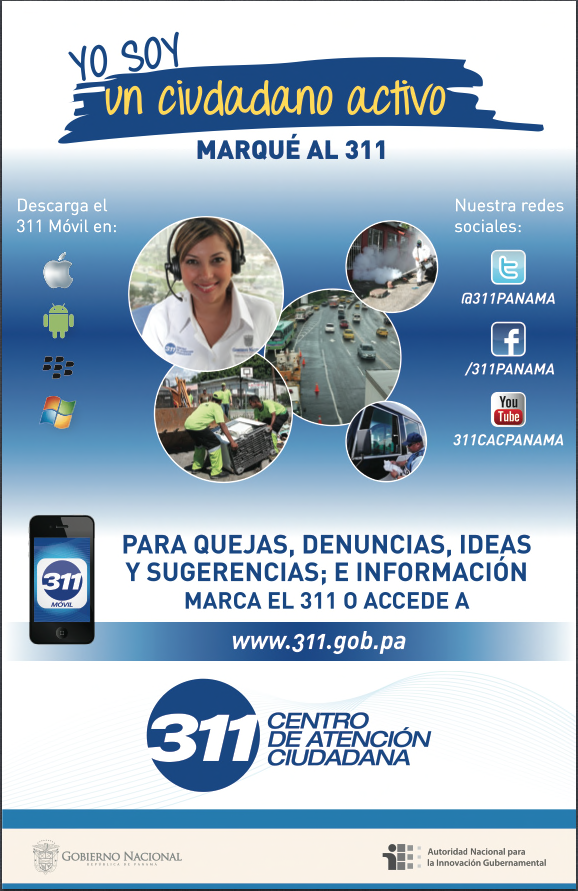 YO SOY
un ciudadano activo
MARQUÉ AL 311
Descarga el
311 Móvil en:
Nuestra redes
sociales:
@311PANAMA
/311PANAMA
You
Tube
311CACPANAMA
311 CENTRO
311
MÓVIL
PARA QUEJAS, DENUNCIAS, IDEAS
Y SUGERENCIAS; E INFORMACIÓN
MARCA EL 311 O ACCEDE A
www.311.gob.pa
311 CENTRO
DE ATENCIÓN
CIUDADANA
GOBIERNO NACIONAL
REPÚBLICA DE PANAMÁ
Autoridad Nacional para
la Innovación Gubernamental